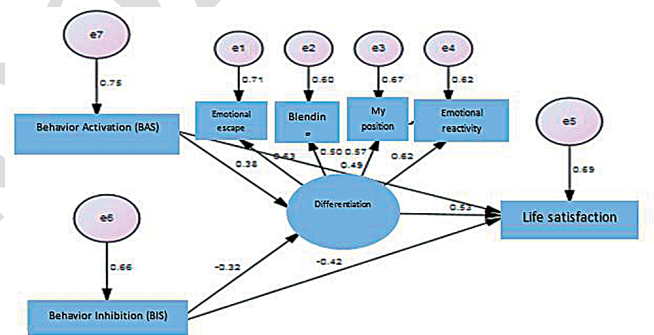 e7
e1
e2
e3
e4
0.75
0.71
0.60
0.67
0.62
e5
Behavior Activation (BAS)
Emotional
escape
Blendin
My
position
Emotional
reactivity
0.50
0.57
0.53
0.49
0.62
0.38
0.69
e6
Differentiation
0.53
Life satisfaction
0.66
-0.32
-0.42
Behavior Inhibition (BIS)